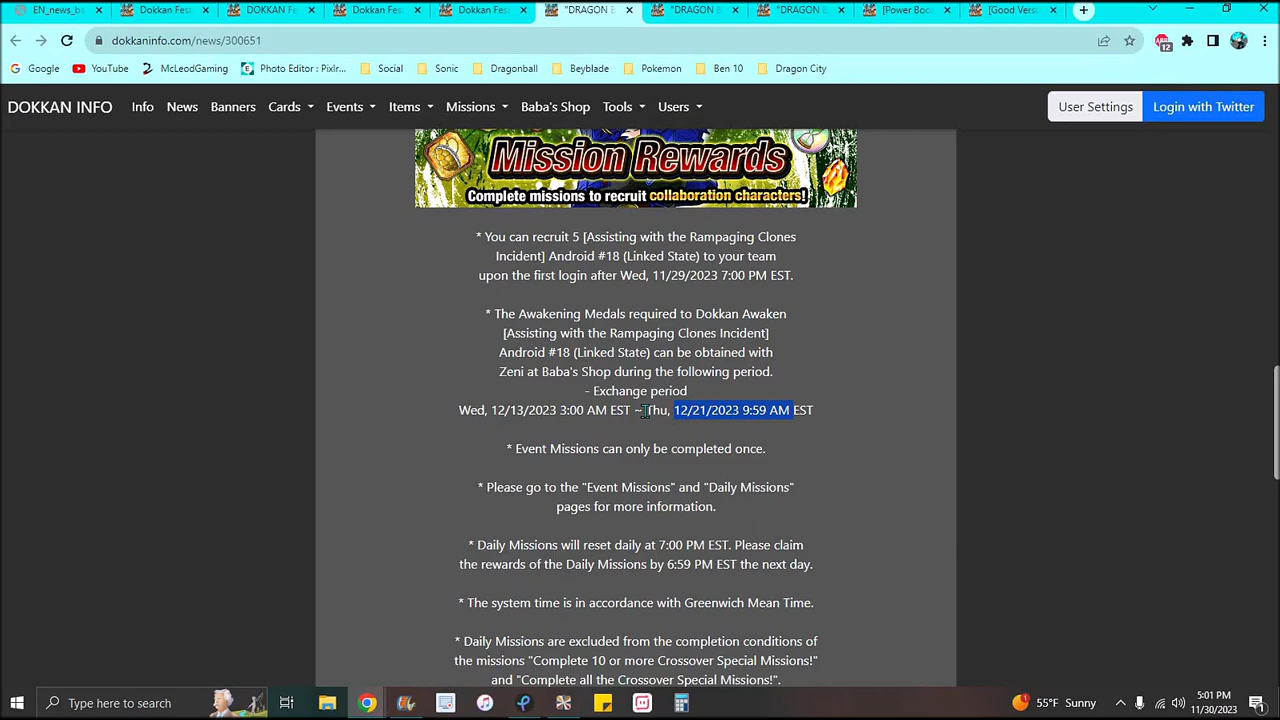 EN_news_b
Dokkan Fes
DOKKAN F
Dokkan Fes
Dokkan Fes
"DRAGON B
"DRAGON B
"DRAGON B
[Power Boo
[Good Ver
dokkaninfo.com/news/300651
12
Google
YouTube
McLeodGaming
Photo Editor : Pixlr...
Social
Sonic
Dragonball
Beyblade
Pokemon
Ben 10
Dragon City
DOKKAN INFO
Info
News
Banners
Cards
Events
Items
Missions
Baba's Shop
Tools
Users
User Settings
Login with Twitter
Mission Rewards
Complete missions to recruit collaboration characters!
* You can recruit 5 [Assisting with the Rampaging Clones
Incident] Android #18 (Linked State) to your team
upon the first login after Wed, 11/29/2023 7:00 PM EST.
* The Awakening Medals required to Dokkan Awaken
[Assisting with the Rampaging Clones Incident]
Android #18 (Linked State) can be obtained with
Zeni at Baba's Shop during the following period.
- Exchange period
Wed, 12/13/2023 3:00 AM EST ~ Thu, 12/21/2023 9:59 AM EST
* Event Missions can only be completed once.
* Please go to the "Event Missions" and "Daily Missions"
pages for more information.
* Daily Missions will reset daily at 7:00 PM EST. Please claim
the rewards of the Daily Missions by 6:59 PM EST the next day.
* The system time is in accordance with Greenwich Mean Time.
* Daily Missions are excluded from the completion conditions of
the missions "Complete 10 or more Crossover Special Missions!"
and "Complete all the Crossover Special Missions!".
Type here to search
1
55°F Sunny
5:01 PM
11/30/2023